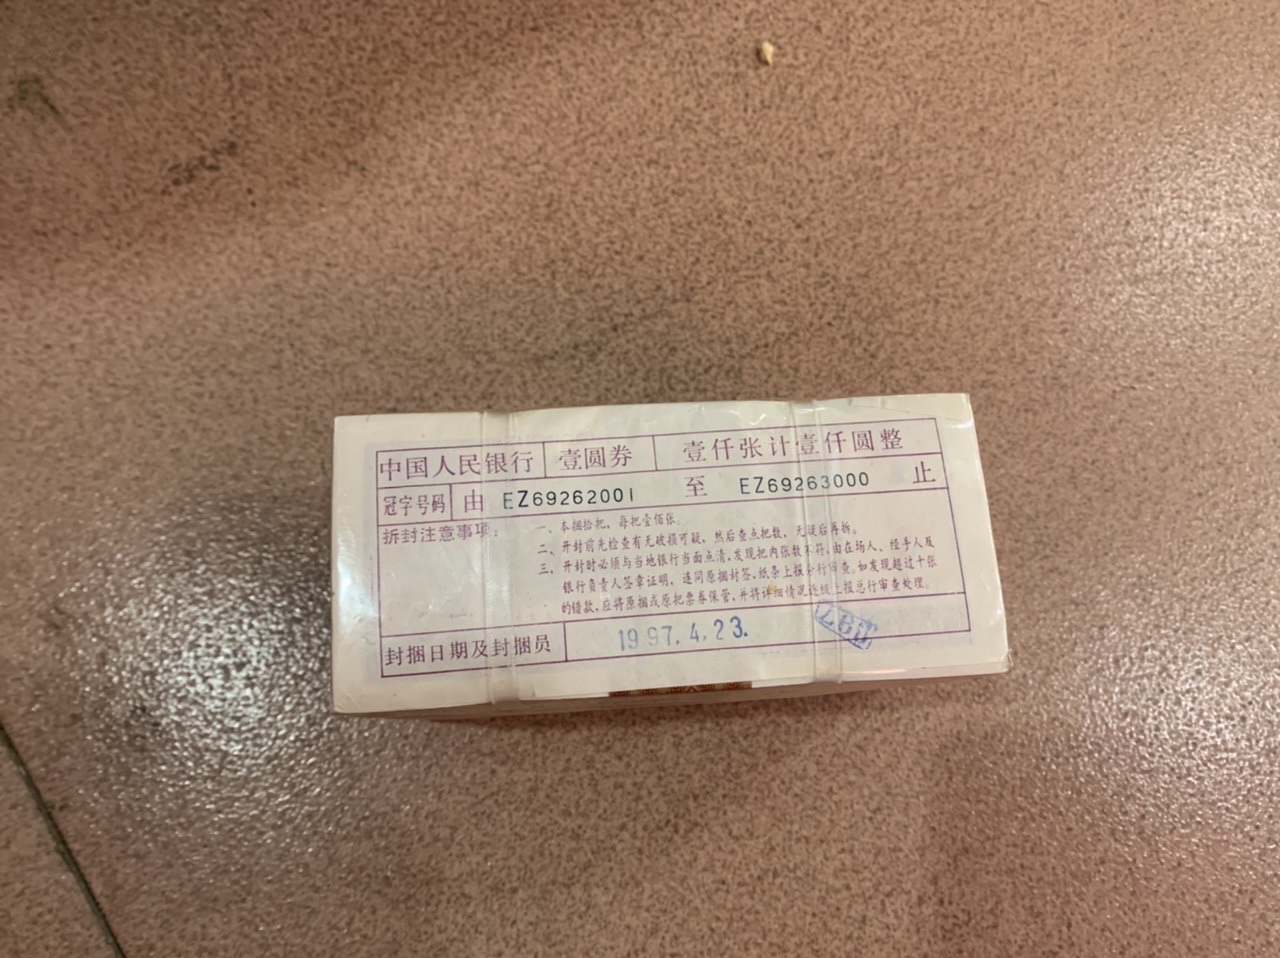 中国人民银行 壹圆券 壹仟张计壹仟圆整
冠字号码 由 EZ69262001 至 EZ69263000 止
拆封注意事项：
一、本捆拾把，每把壹佰张。
二、开封前先检查有无破损可疑，然后查点把数，无疑后再拆。
三、开封时必须与当地银行当面点清，发现把内张数不符，由在场人、经手人及
银行负责人签章证明，连同原捆封签，纸条上报分行审查。如发现超过十张
的错款，应将原捆或原把票券保管，并将详细情况逐级上报总行审查处理。
封捆日期及封捆员 1997.4.23.